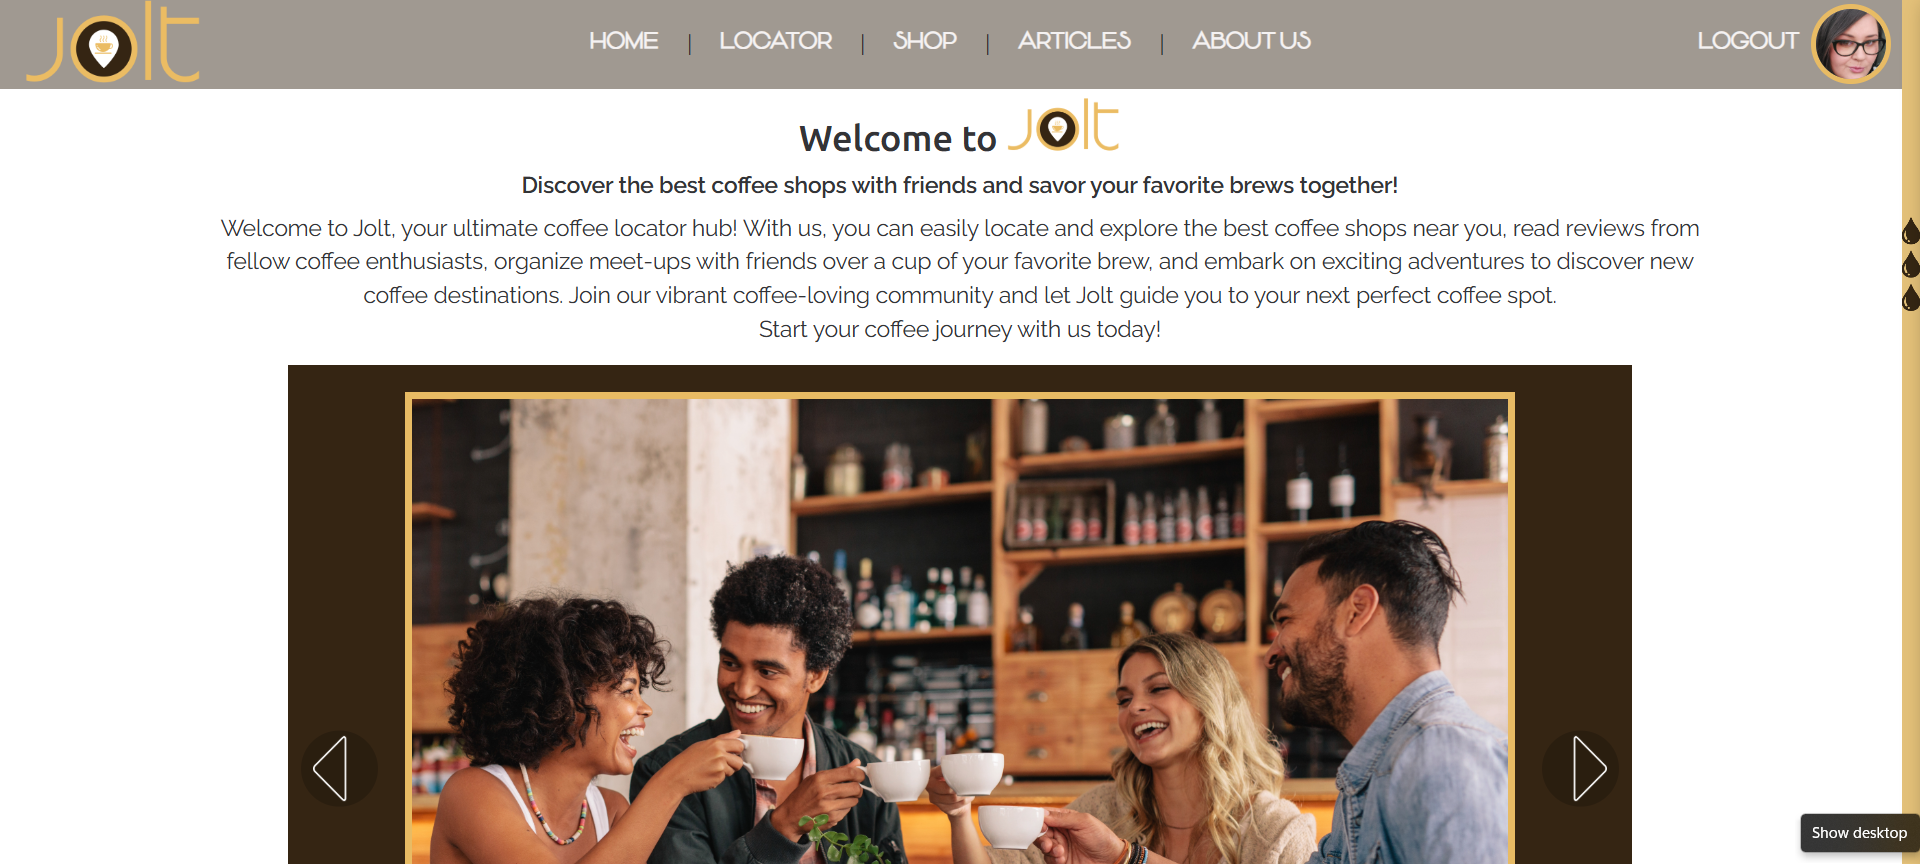 Jolt
HOME | LOCATOR | SHOP | ARTICLES | ABOUT US
LOGOUT
Welcome to Jolt
Discover the best coffee shops with friends and savor your favorite brews together!
Welcome to Jolt, your ultimate coffee locator hub! With us, you can easily locate and explore the best coffee shops near you, read reviews from
fellow coffee enthusiasts, organize meet-ups with friends over a cup of your favorite brew, and embark on exciting adventures to discover new
coffee destinations. Join our vibrant coffee-loving community and let Jolt guide you to your next perfect coffee spot.
Start your coffee journey with us today!
Show desktop